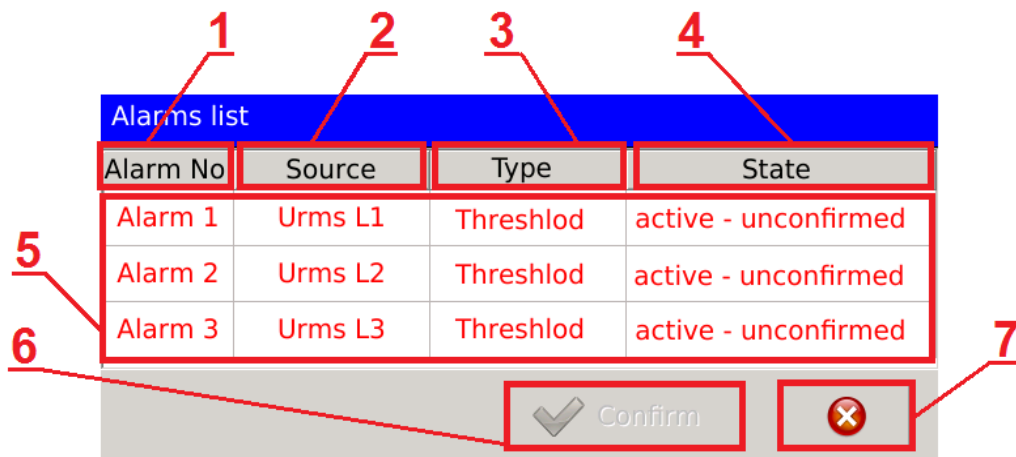 1 2 3 4
Alarms list
Alarm No Source Type State
Alarm 1 Urms L1 Threshlod active - unconfirmed
5
Alarm 2 Urms L2 Threshlod active - unconfirmed
Alarm 3 Urms L3 Threshlod active - unconfirmed
6 7
Confirm